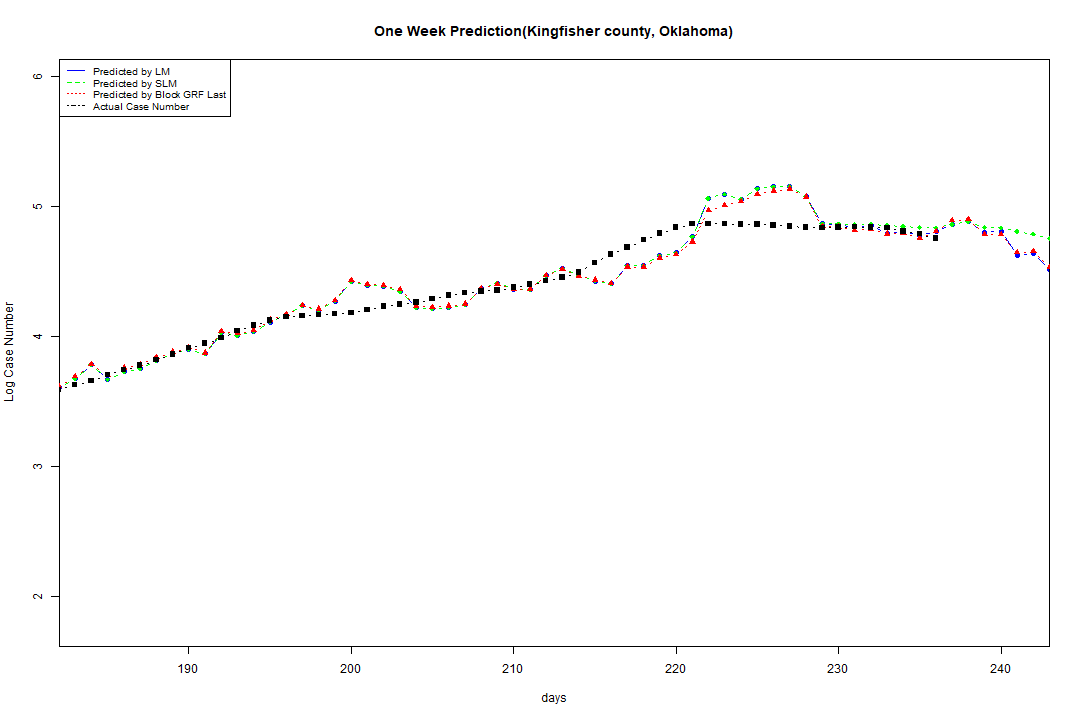 One Week Prediction(Kingfisher county, Oklahoma)
Predicted by LM
Predicted by SLM
Predicted by Block GRF Last
Actual Case Number
6
5
4
3
2
Log Case Number
190 200 210 220 230 240
days